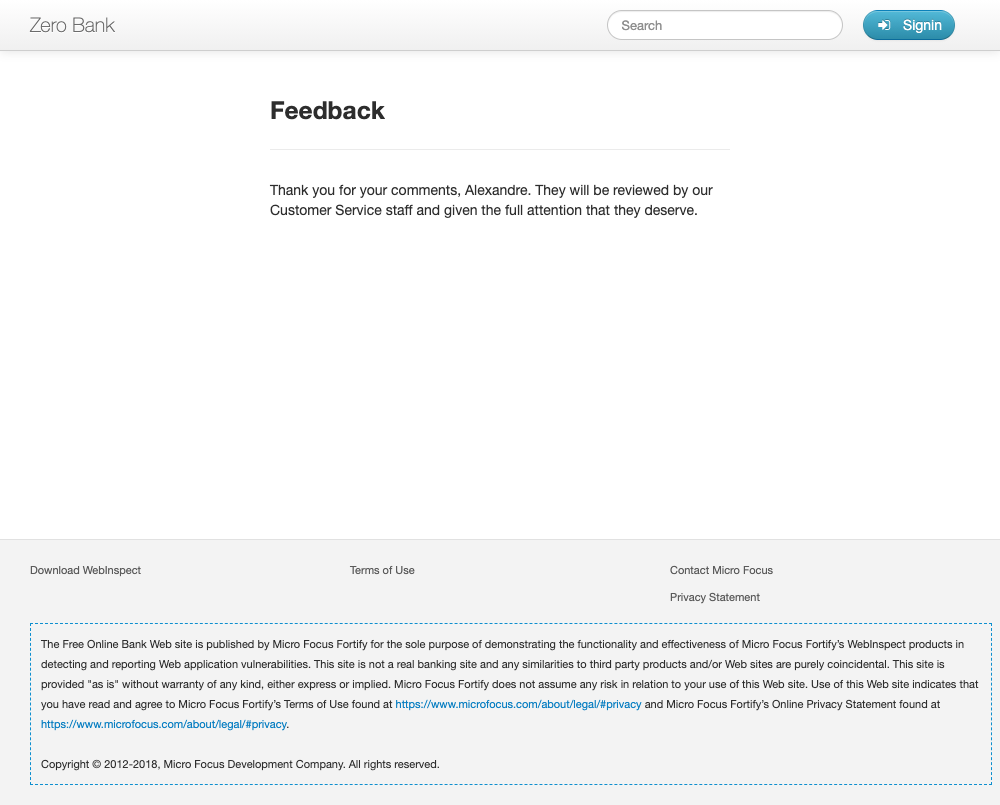 Zero Bank
Search
Signin
Feedback
Thank you for your comments, Alexandre. They will be reviewed by our
Customer Service staff and given the full attention that they deserve.
Download WebInspect
Terms of Use
Contact Micro Focus
Privacy Statement
The Free Online Bank Web site is published by Micro Focus Fortify for the sole purpose of demonstrating the functionality and effectiveness of Micro Focus Fortify’s WebInspect products in
detecting and reporting Web application vulnerabilities. This site is not a real banking site and any similarities to third party products and/or Web sites are purely coincidental. This site is
provided "as is" without warranty of any kind, either express or implied. Micro Focus Fortify does not assume any risk in relation to your use of this Web site. Use of this Web site indicates that
you have read and agree to Micro Focus Fortify’s Terms of Use found at https://www.microfocus.com/about/legal/#privacy and Micro Focus Fortify’s Online Privacy Statement found at
https://www.microfocus.com/about/legal/#privacy.
Copyright © 2012-2018, Micro Focus Development Company. All rights reserved.